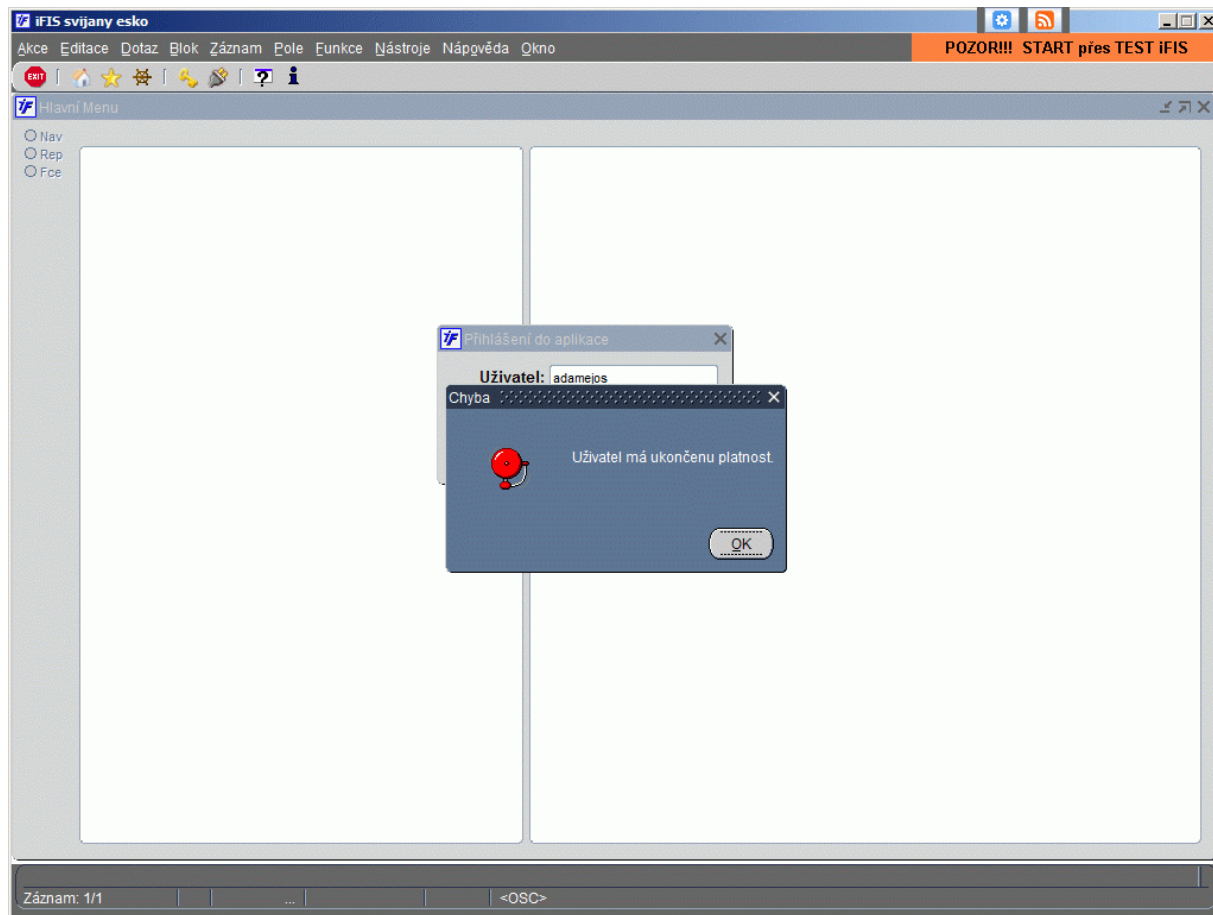 iFIS svijany esko
Akce Editace Dotaz Blok Záznam Pole Funkce Nástroje Nápověda Okno
POZOR!!! START přes TEST iFIS
EXIT
Hlavní Menu
Nav
Rep
Fce
Přihlášení do aplikace
Uživatel: adamejos
Chyba
Uživatel má ukončenu platnost.
OK
Záznam: 1/1 ... <OSC>